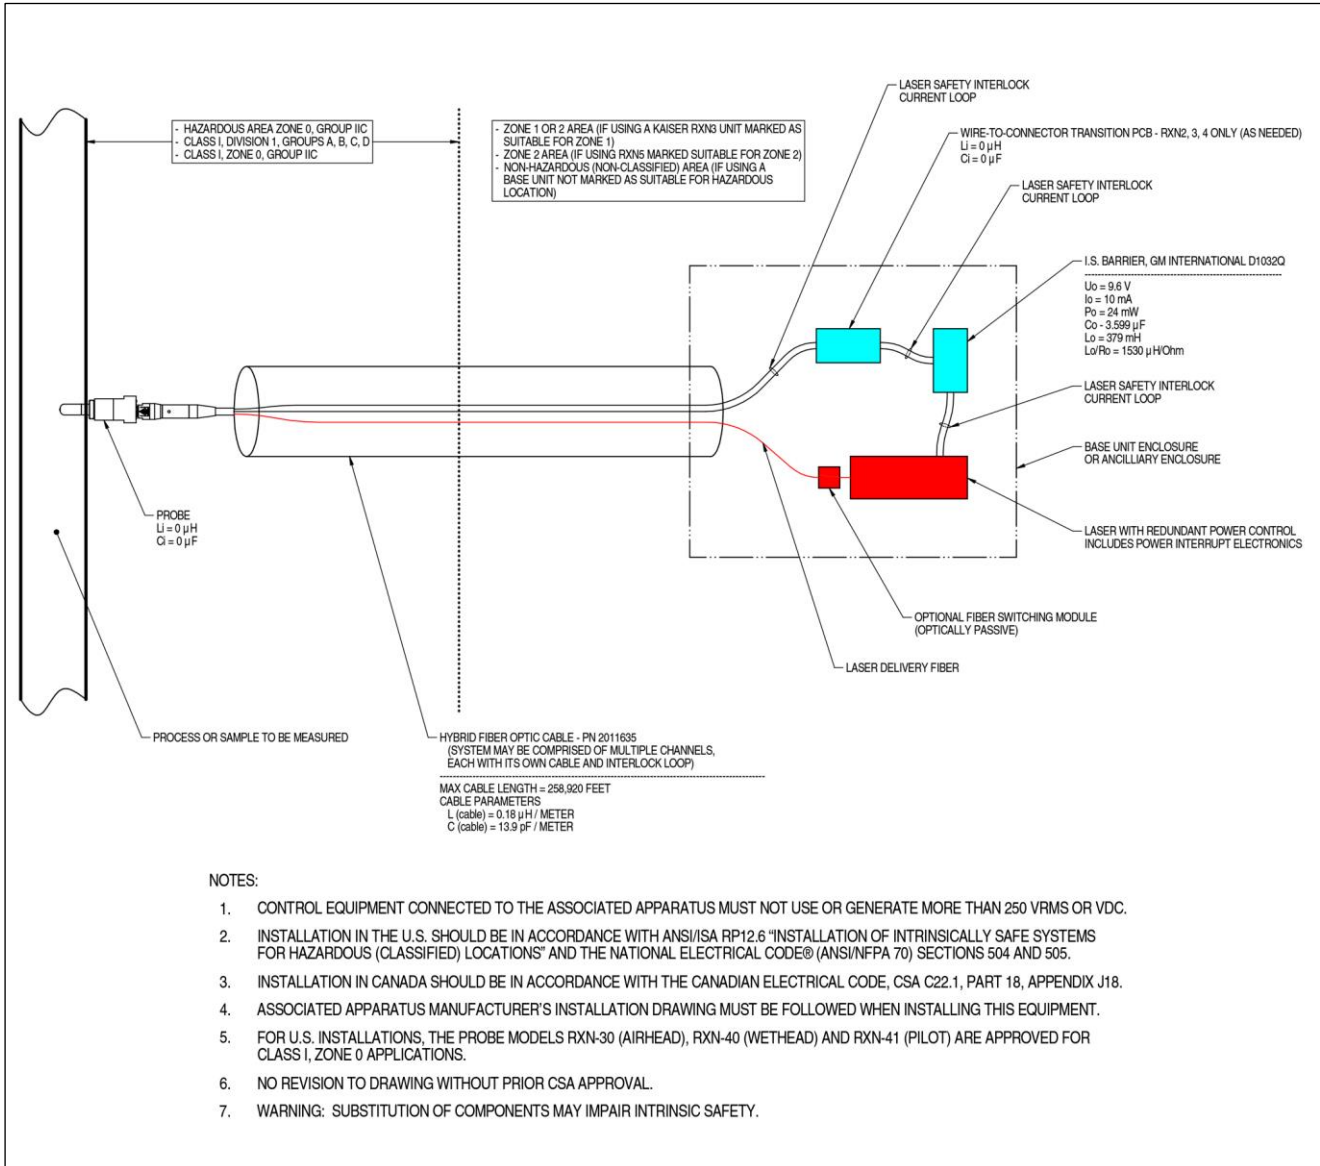 LASER SAFETY INTERLOCK
CURRENT LOOP
- HAZARDOUS AREA ZONE 0, GROUP IIC
- CLASS I, DIVISION 1, GROUPS A, B, C, D
- CLASS I, ZONE 0, GROUP IIC
- ZONE 1 OR 2 AREA (IF USING A KAISER RXN3 UNIT MARKED AS
SUITABLE FOR ZONE 1)
- ZONE 2 AREA (IF USING RXN5 MARKED SUITABLE FOR ZONE 2)
- NON-HAZARDOUS (NON-CLASSIFIED) AREA (IF USING A
BASE UNIT NOT MARKED AS SUITABLE FOR HAZARDOUS
LOCATION)
WIRE-TO-CONNECTOR TRANSITION PCB - RXN2, 3, 4 ONLY (AS NEEDED)
Li = 0 µH
Ci = 0 µF
LASER SAFETY INTERLOCK
CURRENT LOOP
I.S. BARRIER, GM INTERNATIONAL D1032Q
Uo = 9.6 V
Io = 10 mA
Po = 24 mW
Co - 3.599 µF
Lo = 379 mH
Lo/Ro = 1530 µH/Ohm
LASER SAFETY INTERLOCK
CURRENT LOOP
BASE UNIT ENCLOSURE
OR ANCILLIARY ENCLOSURE
PROBE
Li = 0 µH
Ci = 0 µF
LASER WITH REDUNDANT POWER CONTROL
INCLUDES POWER INTERRUPT ELECTRONICS
OPTIONAL FIBER SWITCHING MODULE
(OPTICALLY PASSIVE)
LASER DELIVERY FIBER
PROCESS OR SAMPLE TO BE MEASURED
HYBRID FIBER OPTIC CABLE - PN 2011635
(SYSTEM MAY BE COMPRISED OF MULTIPLE CHANNELS,
EACH WITH ITS OWN CABLE AND INTERLOCK LOOP)
MAX CABLE LENGTH = 258,920 FEET
CABLE PARAMETERS
L (cable) = 0.18 µH / METER
C (cable) = 13.9 pF / METER
NOTES:
1. CONTROL EQUIPMENT CONNECTED TO THE ASSOCIATED APPARATUS MUST NOT USE OR GENERATE MORE THAN 250 VRMS OR VDC.
2. INSTALLATION IN THE U.S. SHOULD BE IN ACCORDANCE WITH ANSI/ISA RP12.6 “INSTALLATION OF INTRINSICALLY SAFE SYSTEMS
FOR HAZARDOUS (CLASSIFIED) LOCATIONS” AND THE NATIONAL ELECTRICAL CODE® (ANSI/NFPA 70) SECTIONS 504 AND 505.
3. INSTALLATION IN CANADA SHOULD BE IN ACCORDANCE WITH THE CANADIAN ELECTRICAL CODE, CSA C22.1, PART 18, APPENDIX J18.
4. ASSOCIATED APPARATUS MANUFACTURER'S INSTALLATION DRAWING MUST BE FOLLOWED WHEN INSTALLING THIS EQUIPMENT.
5. FOR U.S. INSTALLATIONS, THE PROBE MODELS RXN-30 (AIRHEAD), RXN-40 (WETHEAD) AND RXN-41 (PILOT) ARE APPROVED FOR
CLASS I, ZONE 0 APPLICATIONS.
6. NO REVISION TO DRAWING WITHOUT PRIOR CSA APPROVAL.
7. WARNING: SUBSTITUTION OF COMPONENTS MAY IMPAIR INTRINSIC SAFETY.